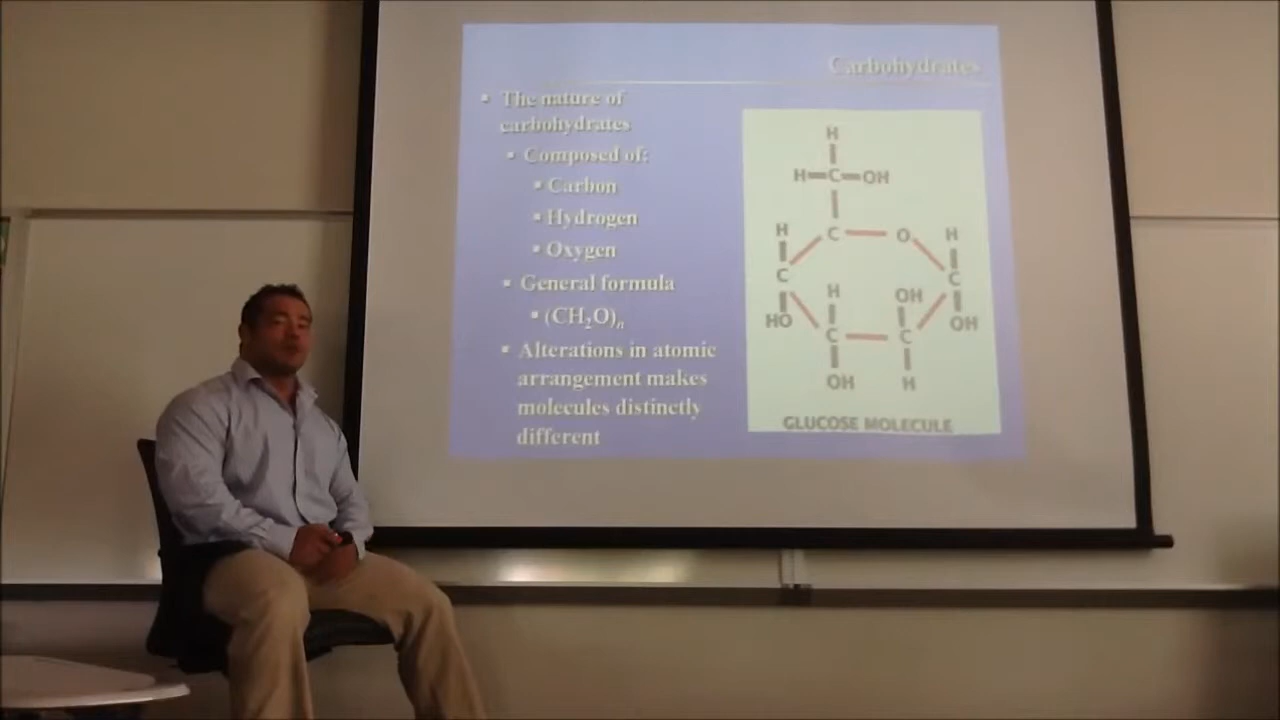 Carbohydrates
▪ The nature of
carbohydrates
▪ Composed of:
▪ Carbon
▪ Hydrogen
▪ Oxygen
▪ General formula
▪ (CH₂O)ₙ
▪ Alterations in atomic
arrangement makes
molecules distinctly
different
H
H C OH
C O
H H
C C
H OH
HO OH
C C
OH H
GLUCOSE MOLECULE